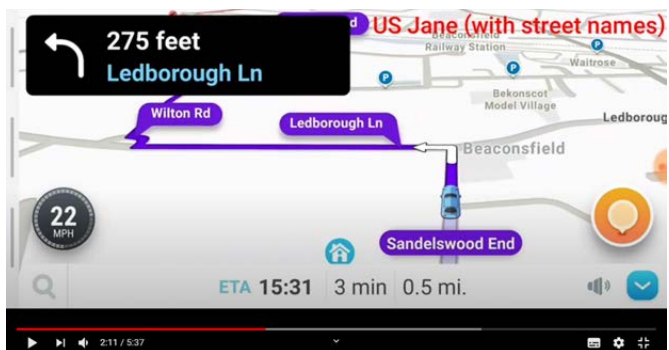 275 feet
Ledborough Ln
d
US Jane (with street names)
Beaconsfield
Railway Station
P
P
Waitrose
Bekonscot
Model Village
Wilton Rd
Ledborough Ln
Ledboroug
Beaconsfield
22
MPH
Sandelswood End
ETA 15:31 3 min 0.5 mi.
2:11 / 5:37